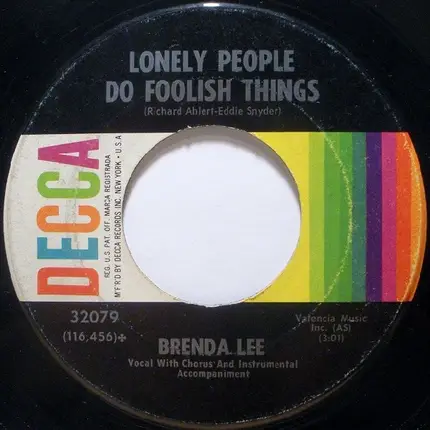 LONELY PEOPLE
DO FOOLISH THINGS
(Richard Ahlert-Eddie Snyder)
DECCA
REG. U.S. PAT. OFF. MARCA REGISTRADA
M'F'R'D BY DECCA RECORDS INC. NEW YORK • U.S.A.
32079
(116,456)+
Valencia Music
Inc. (AS)
(3:01)
BRENDA LEE
Vocal With Chorus And Instrumental
Accompaniment